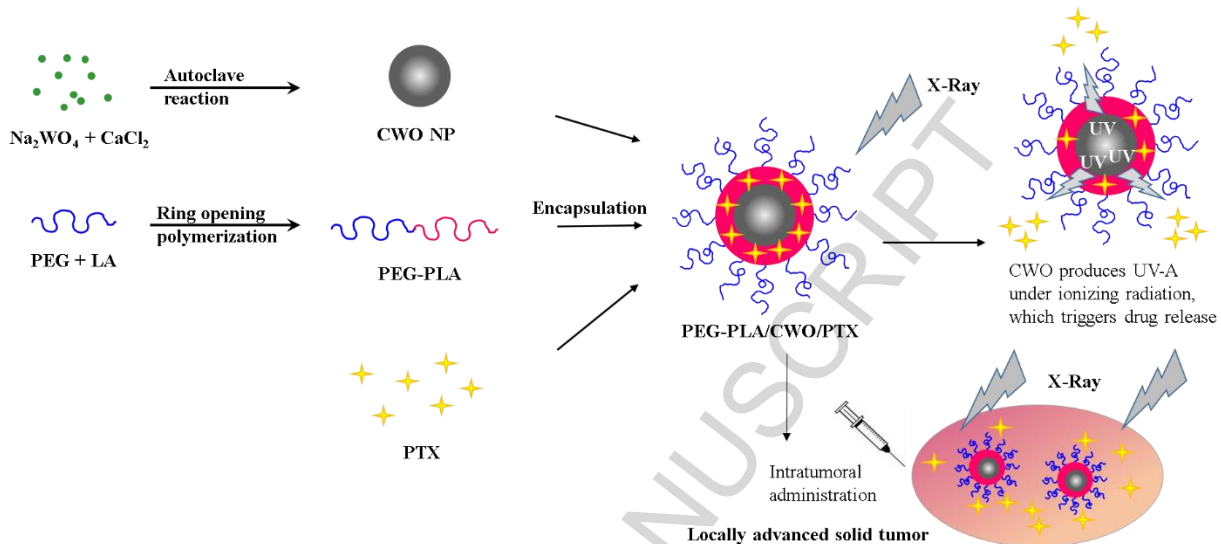 Autoclave
reaction
Na₂WO₄ + CaCl₂
CWO NP
X-Ray
UV
UV
UV
Ring opening
polymerization
Encapsulation
PEG + LA
PEG-PLA
CWO produces UV-A
under ionizing radiation,
which triggers drug release
PEG-PLA/CWO/PTX
PTX
X-Ray
Intratumoral
administration
Locally advanced solid tumor
NUSCRIPT